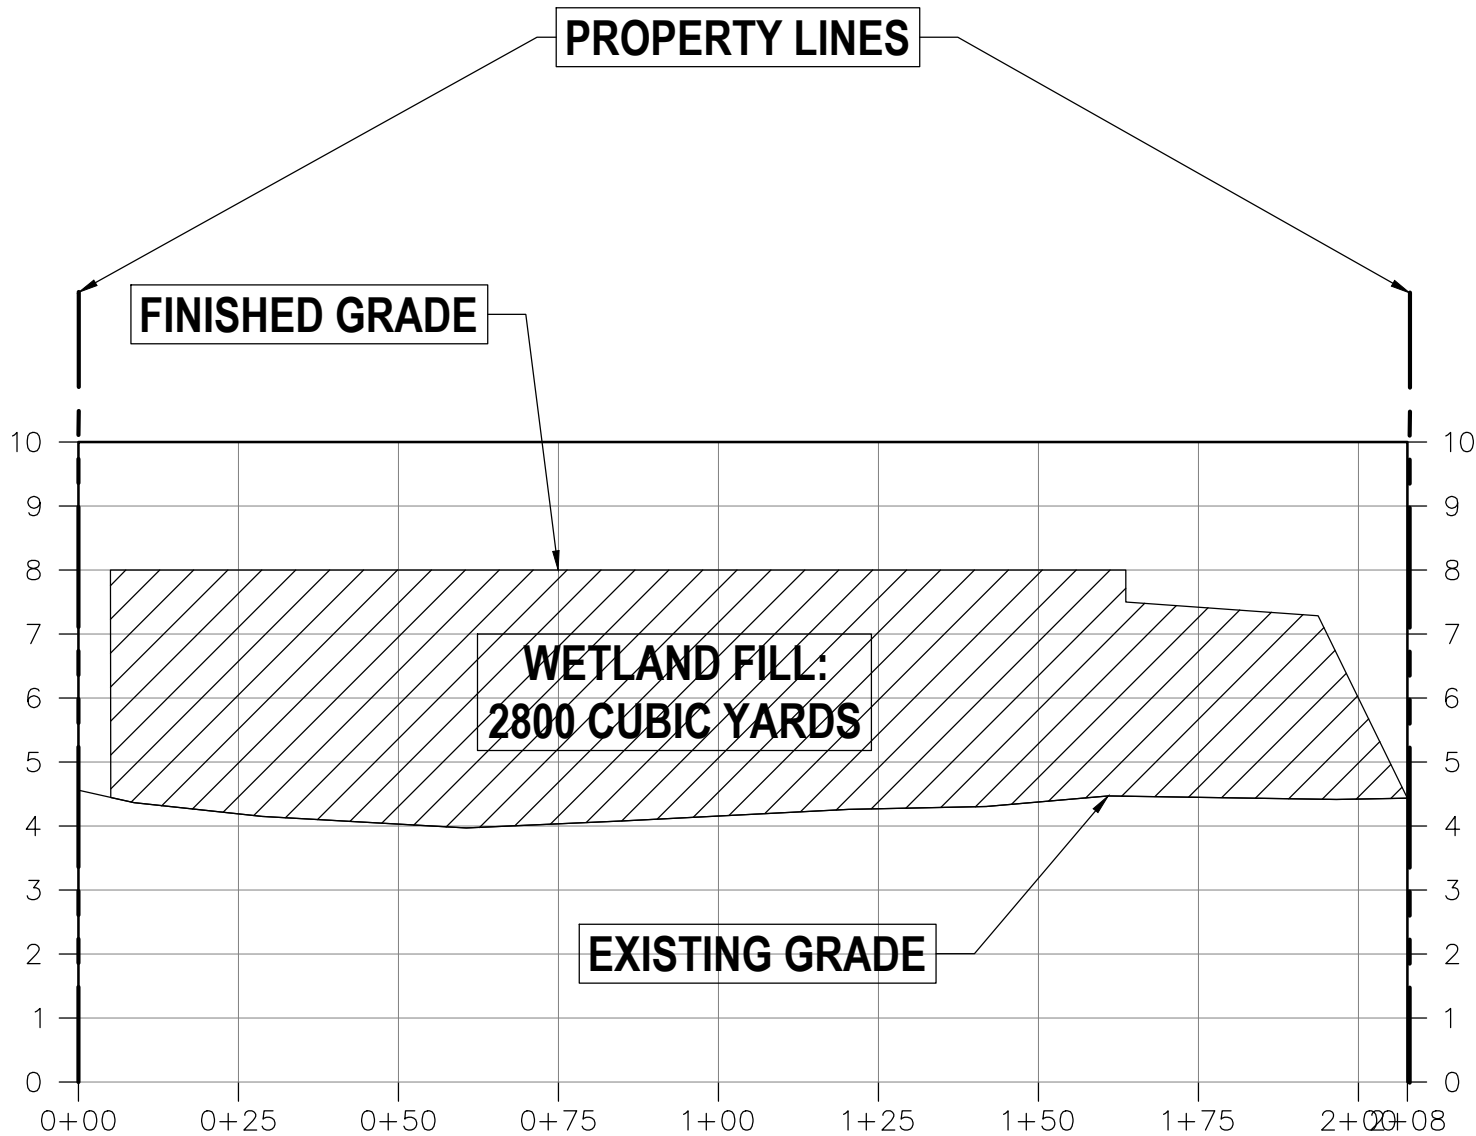 PROPERTY LINES
FINISHED GRADE
10 10
9 9
8 8
7 7
WETLAND FILL:
6 6
2800 CUBIC YARDS
5 5
4 4
3 3
2 EXISTING GRADE 2
1 1
0 0
0+00 0+25 0+50 0+75 1+00 1+25 1+50 1+75 2+00 2+08